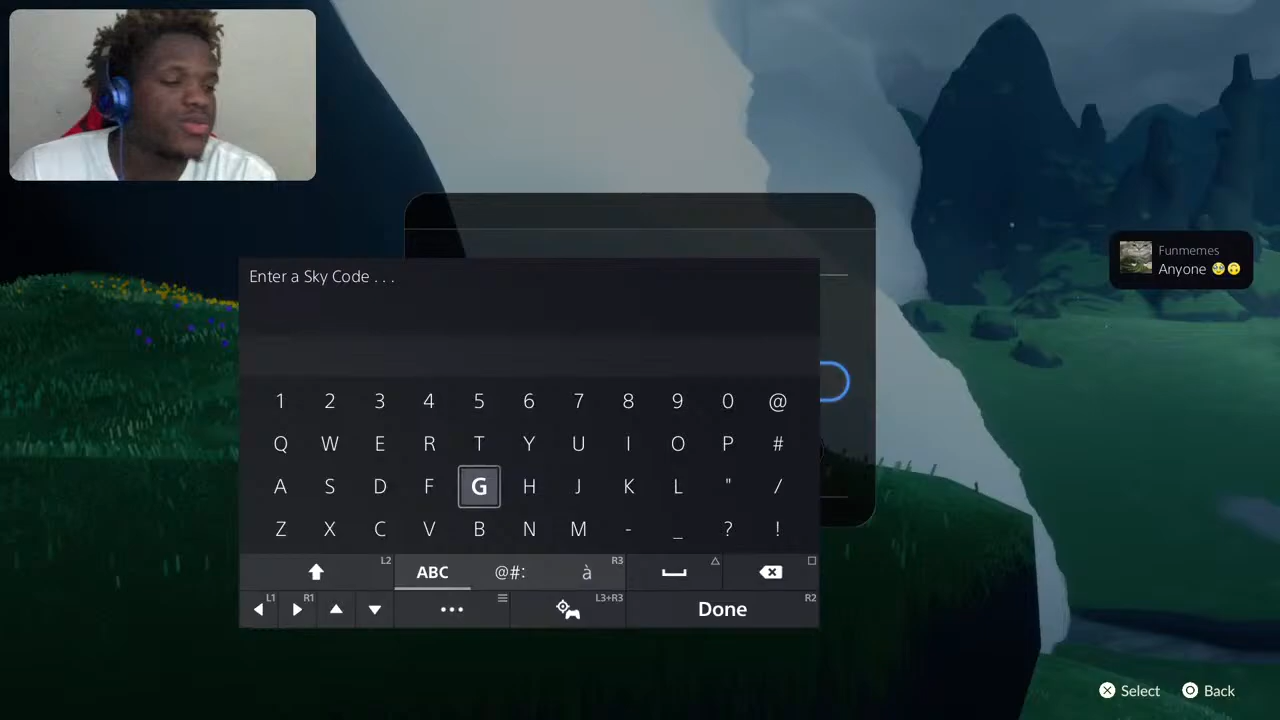 Funmemes
Anyone 🥲🙃
Enter a Sky Code . . .
1 2 3 4 5 6 7 8 9 0 @
Q W E R T Y U I O P #
A S D F G H J K L " /
Z X C V B N M - _ ? !
L2 ABC @#: à R3 △ □
L1 R1 ••• ☰ L3+R3 Done R2
Select Back